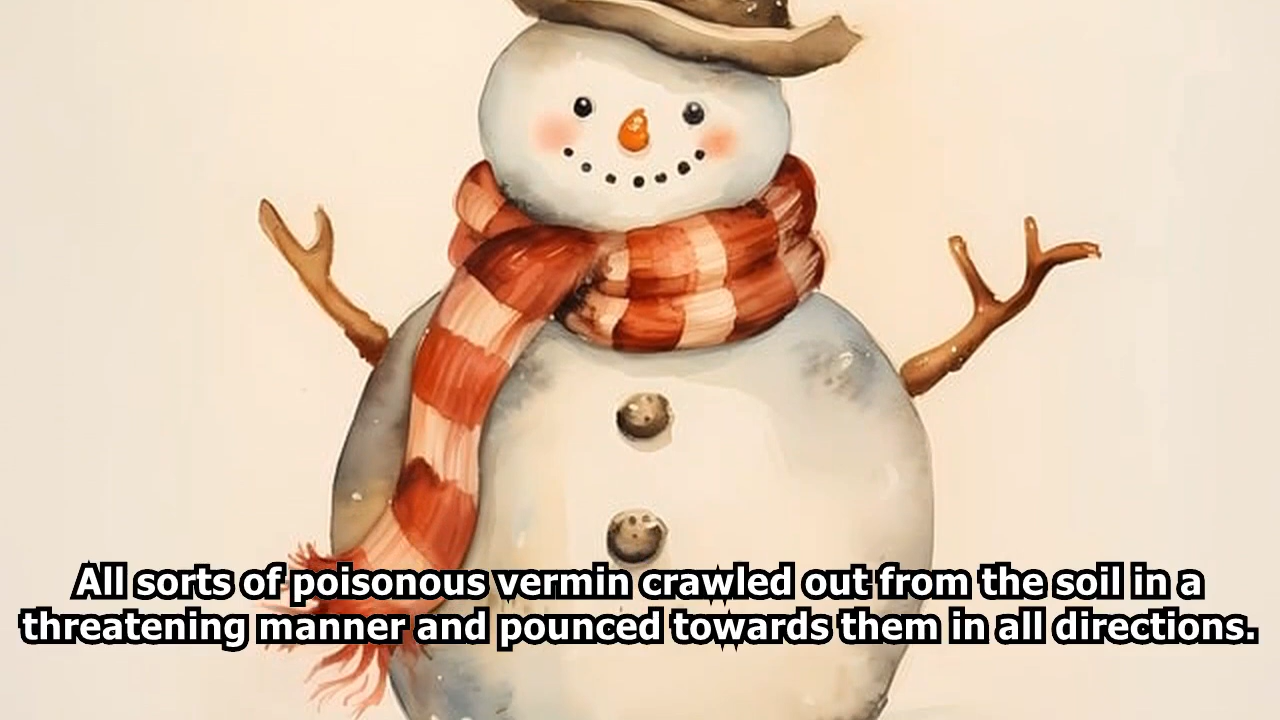 All sorts of poisonous vermin crawled out from the soil in a
threatening manner and pounced towards them in all directions.